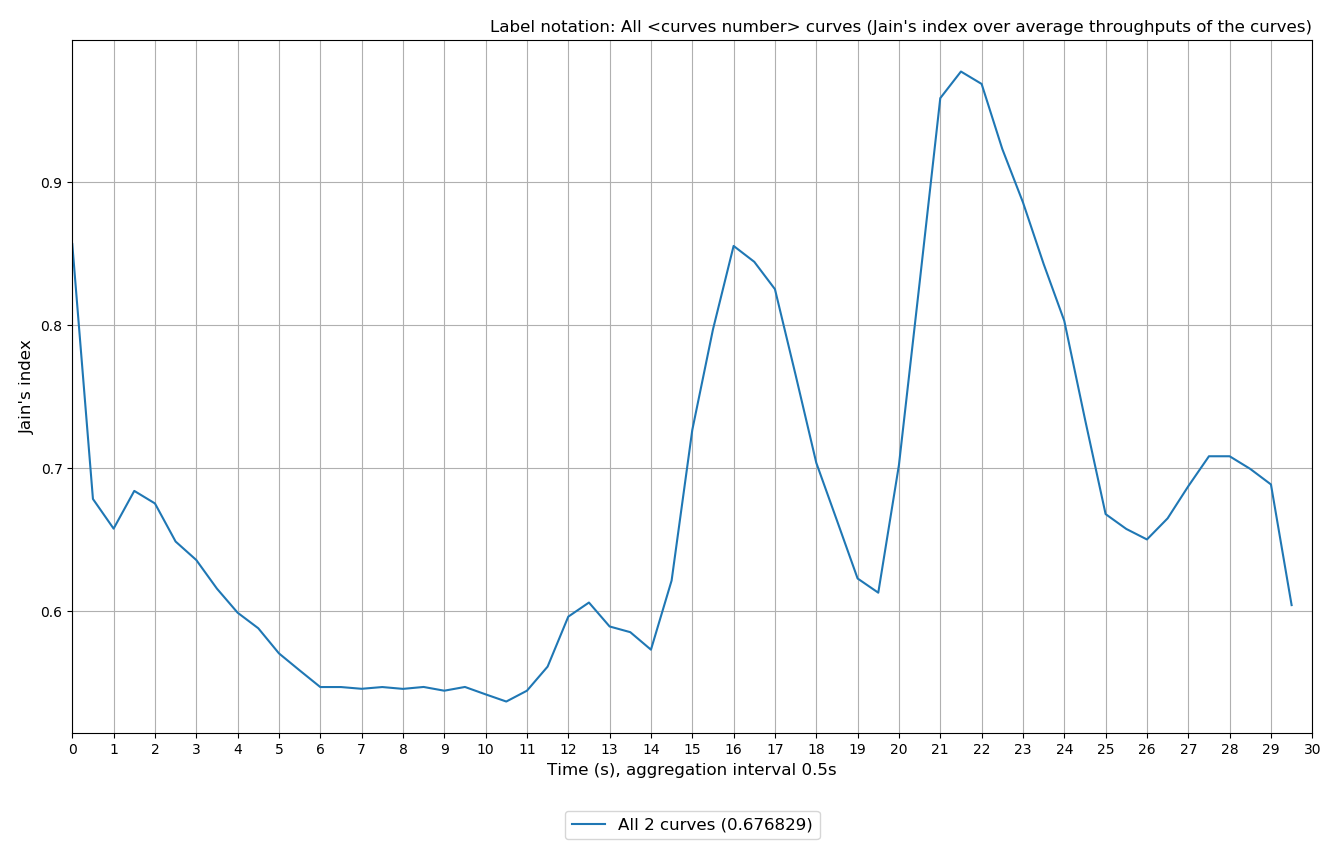 Label notation: All <curves number> curves (Jain's index over average throughputs of the curves)
Jain's index
0.9
0.8
0.7
0.6
0 1 2 3 4 5 6 7 8 9 10 11 12 13 14 15 16 17 18 19 20 21 22 23 24 25 26 27 28 29 30
Time (s), aggregation interval 0.5s
All 2 curves (0.676829)